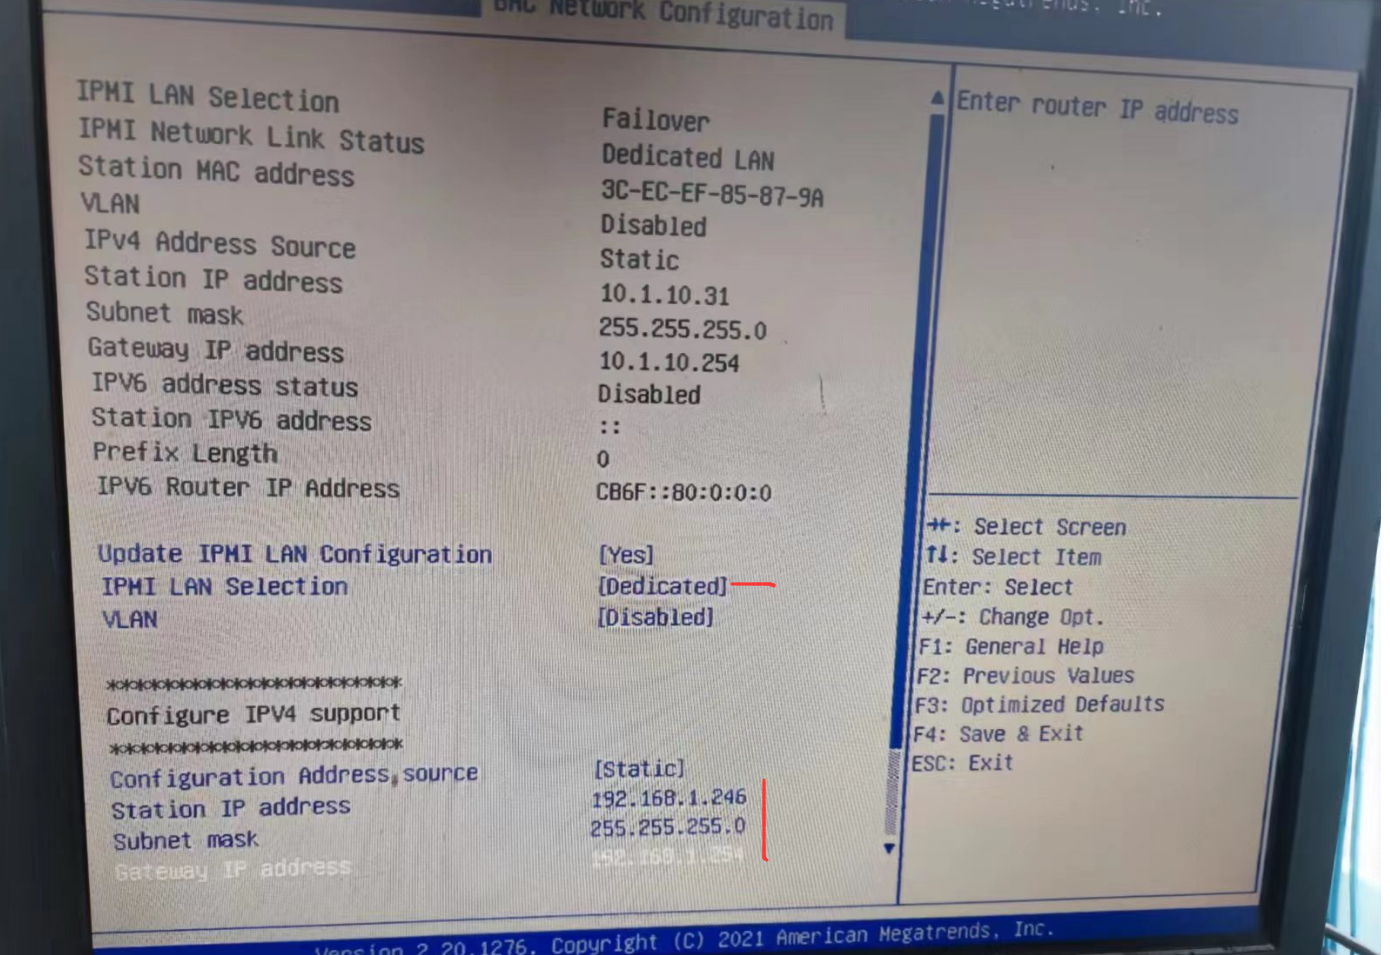 BMC Network Configuration
Inc.
IPMI LAN Selection Failover
IPMI Network Link Status Dedicated LAN
Station MAC address 3C-EC-EF-85-87-9A
VLAN Disabled
IPv4 Address Source Static
Station IP address 10.1.10.31
Subnet mask 255.255.255.0
Gateway IP address 10.1.10.254
IPV6 address status Disabled
Station IPV6 address ::
Prefix Length 0
IPV6 Router IP Address CB6F::80:0:0:0
Update IPMI LAN Configuration [Yes]
IPMI LAN Selection [Dedicated]
VLAN [Disabled]
*********************
Configure IPV4 support
*********************
Configuration Address source [Static]
Station IP address 192.168.1.246
Subnet mask 255.255.255.0
Gateway IP address 192.168.1.254
Enter router IP address
→←: Select Screen
↑↓: Select Item
Enter: Select
+/-: Change Opt.
F1: General Help
F2: Previous Values
F3: Optimized Defaults
F4: Save & Exit
ESC: Exit
Version 2.20.1276. Copyright (C) 2021 American Megatrends, Inc.